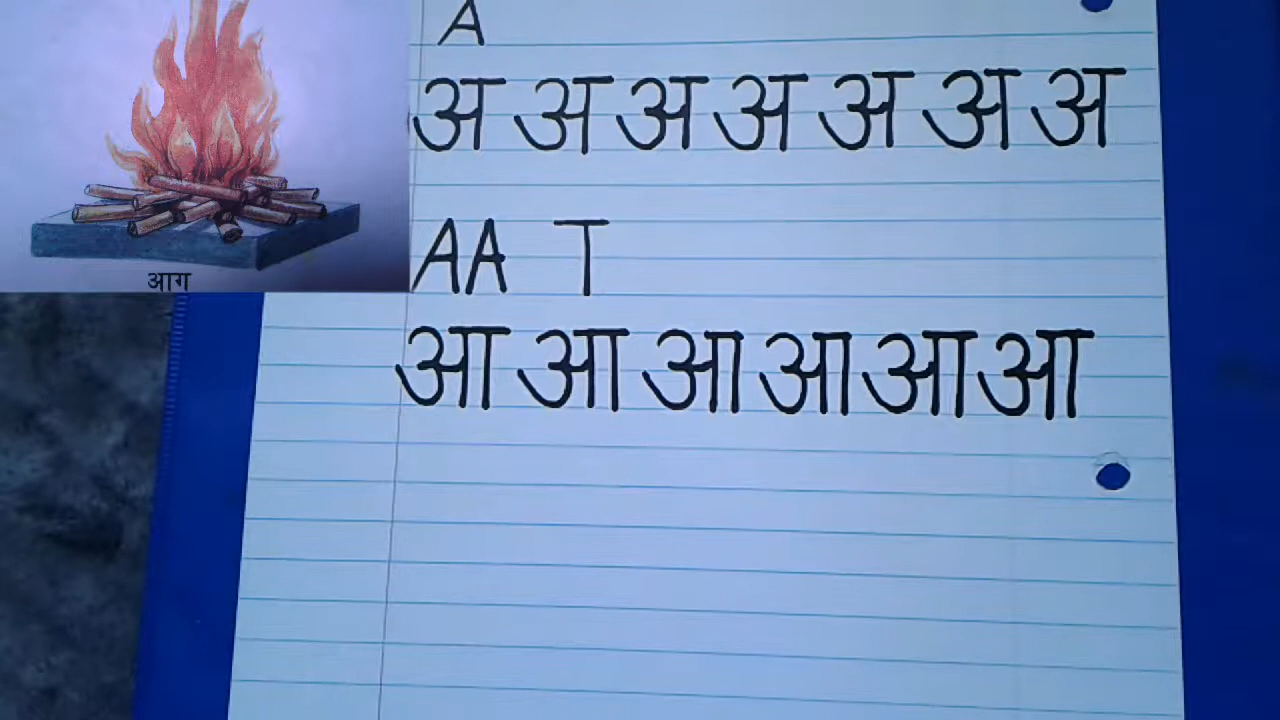 A
अ अ अ अ अ अ अ
AA T
आ आ आ आ आ आ
आग